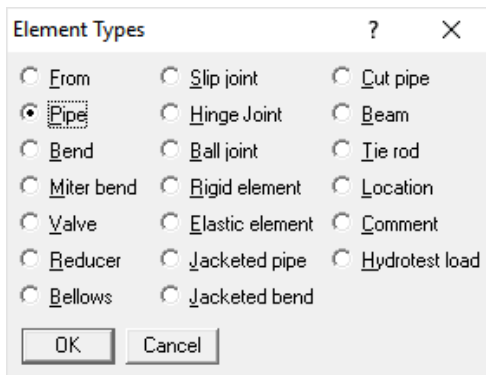 Element Types ?
From Slip joint Cut pipe
Pipe Hinge Joint Beam
Bend Ball joint Tie rod
Miter bend Rigid element Location
Valve Elastic element Comment
Reducer Jacketed pipe Hydrotest load
Bellows Jacketed bend
OK Cancel